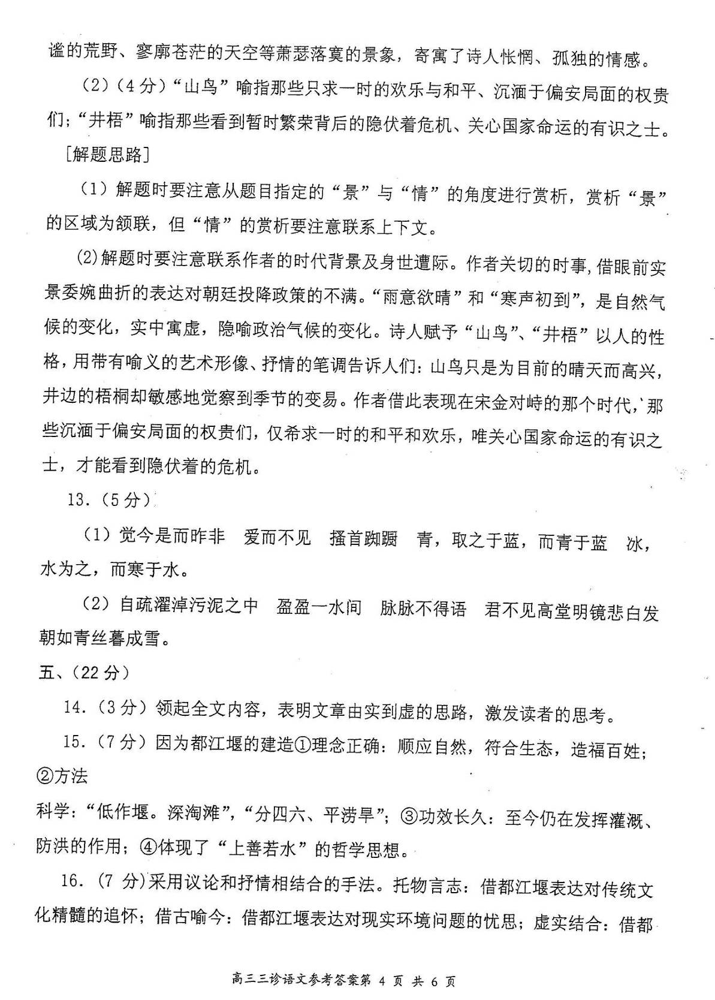 谧的荒野、寥廓苍茫的天空等萧瑟落寞的景象，寄寓了诗人怅惘、孤独的情感。
（2）（4 分）“山鸟”喻指那些只求一时的欢乐与和平、沉湎于偏安局面的权贵
们；“井梧”喻指那些看到暂时繁荣背后的隐伏着危机、关心国家命运的有识之士。
[解题思路]
（1）解题时要注意从题目指定的“景”与“情”的角度进行赏析，赏析“景”
的区域为颔联，但“情”的赏析要注意联系上下文。
(2)解题时要注意联系作者的时代背景及身世遭际。作者关切的时事,借眼前实
景委婉曲折的表达对朝廷投降政策的不满。“雨意欲晴”和“寒声初到”，是自然气
候的变化，实中寓虚，隐喻政治气候的变化。诗人赋予“山鸟”、“井梧”以人的性
格，用带有喻义的艺术形像、抒情的笔调告诉人们：山鸟只是为目前的晴天而高兴，
井边的梧桐却敏感地觉察到季节的变易。作者借此表现在宋金对峙的那个时代，那
些沉湎于偏安局面的权贵们，仅希求一时的和平和欢乐，唯关心国家命运的有识之
士，才能看到隐伏着的危机。
13.（5 分）
（1）觉今是而昨非　爱而不见　搔首踟蹰　青，取之于蓝，而青于蓝　冰，
水为之，而寒于水。
（2）自疏濯淖污泥之中　盈盈一水间　脉脉不得语　君不见高堂明镜悲白发
朝如青丝暮成雪。
五、（22 分）
14.（3 分）领起全文内容，表明文章由实到虚的思路，激发读者的思考。
15.（7 分）因为都江堰的建造①理念正确：顺应自然，符合生态，造福百姓；
②方法
科学：“低作堰。深淘滩”，“分四六、平涝旱”；③功效长久：至今仍在发挥灌溉、
防洪的作用；④体现了“上善若水”的哲学思想。
16.（7 分)采用议论和抒情相结合的手法。托物言志：借都江堰表达对传统文
化精髓的追怀；借古喻今：借都江堰表达对现实环境问题的忧思；虚实结合：借都
高三三诊语文参考答案第 4 页 共 6 页